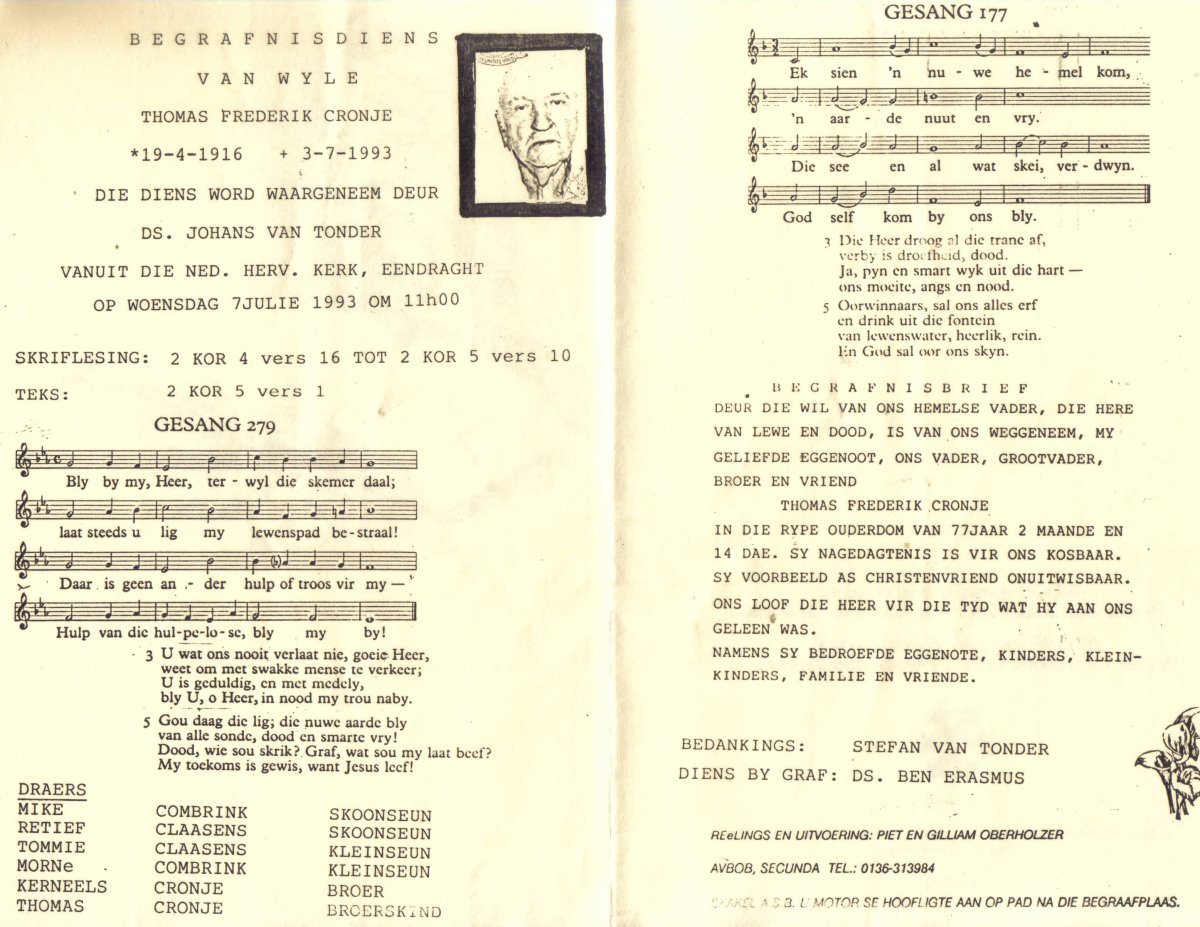 BEGRAFNISDIENS
VAN WYLE
THOMAS FREDERIK CRONJE
*19-4-1916 + 3-7-1993
DIE DIENS WORD WAARGENEEM DEUR
DS. JOHANS VAN TONDER
VANUIT DIE NED. HERV. KERK, EENDRAGHT
OP WOENSDAG 7JULIE 1993 OM 11h00
SKRIFLESING: 2 KOR 4 vers 16 TOT 2 KOR 5 vers 10
TEKS: 2 KOR 5 vers 1
GESANG 279
Bly by my, Heer, ter - wyl die skemer daal;
laat steeds u lig my lewenspad be - straal!
Daar is geen an - der hulp of troos vir my —
Hulp van die hul-pe-lo-se, bly my by!
3 U wat ons nooit verlaat nie, goeie Heer,
weet om met swakke mense te verkeer;
U is geduldig, en met medely,
bly U, o Heer, in nood my trou naby.
5 Gou daag die lig; die nuwe aarde bly
van alle sonde, dood en smarte vry!
Dood, wie sou skrik? Graf, wat sou my laat beef?
My toekoms is gewis, want Jesus leef!
DRAERS
MIKE COMBRINK SKOONSEUN
RETIEF CLAASENS SKOONSEUN
TOMMIE CLAASENS KLEINSEUN
MORNe COMBRINK KLEINSEUN
KERNEELS CRONJE BROER
THOMAS CRONJE BROERSKIND
GESANG 177
Ek sien 'n nu - we he - mel kom,
'n aar - de nuut en vry.
Die see en al wat skei, ver - dwyn.
God self kom by ons bly.
3 Die Heer droog al die trane af,
verby is droefheid, dood.
Ja, pyn en smart wyk uit die hart —
ons moeite, angs en nood.
5 Oorwinnaars, sal ons alles erf
en drink uit die fontein
van lewenswater, heerlik, rein.
En God sal oor ons skyn.
BEGRAFNISBRIEF
DEUR DIE WIL VAN ONS HEMELSE VADER, DIE HERE
VAN LEWE EN DOOD, IS VAN ONS WEGGENEEM, MY
GELIEFDE EGGENOOT, ONS VADER, GROOTVADER,
BROER EN VRIEND
THOMAS FREDERIK CRONJE
IN DIE RYPE OUDERDOM VAN 77JAAR 2 MAANDE EN
14 DAE. SY NAGEDAGTENIS IS VIR ONS KOSBAAR.
SY VOORBEELD AS CHRISTENVRIEND ONUITWISBAAR.
ONS LOOF DIE HEER VIR DIE TYD WAT HY AAN ONS
GELEEN WAS.
NAMENS SY BEDROEFDE EGGENOTE, KINDERS, KLEIN-
KINDERS, FAMILIE EN VRIENDE.
BEDANKINGS: STEFAN VAN TONDER
DIENS BY GRAF: DS. BEN ERASMUS
REeLINGS EN UITVOERING: PIET EN GILLIAM OBERHOLZER
AVBOB, SECUNDA TEL.: 0136-313984
SKAKEL A.S.B. U MOTOR SE HOOFLIGTE AAN OP PAD NA DIE BEGRAAFPLAAS.